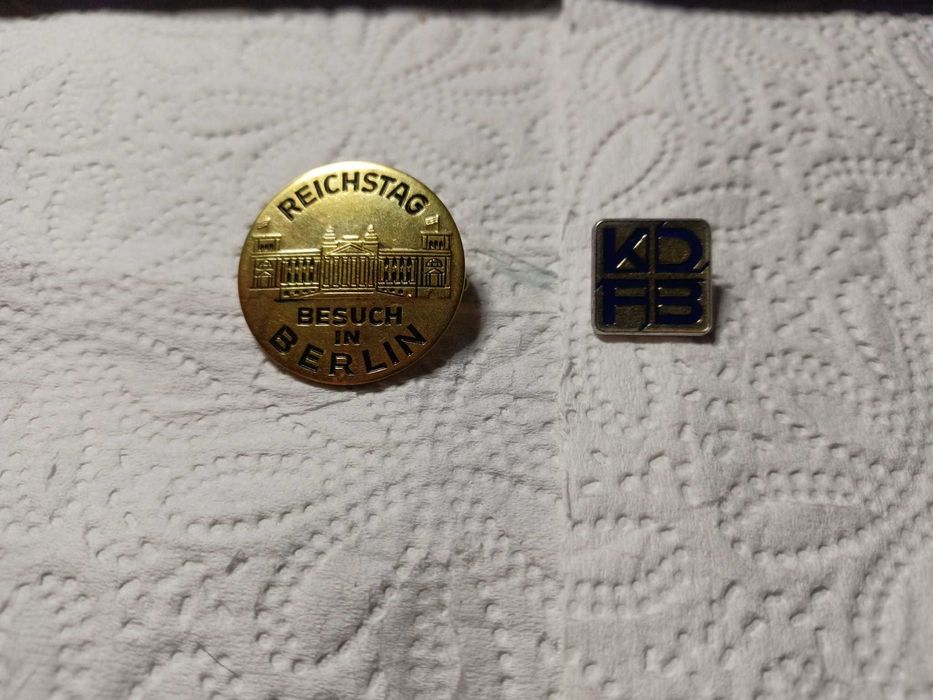 REICHSTAG
BESUCH
IN
BERLIN
KD
FB